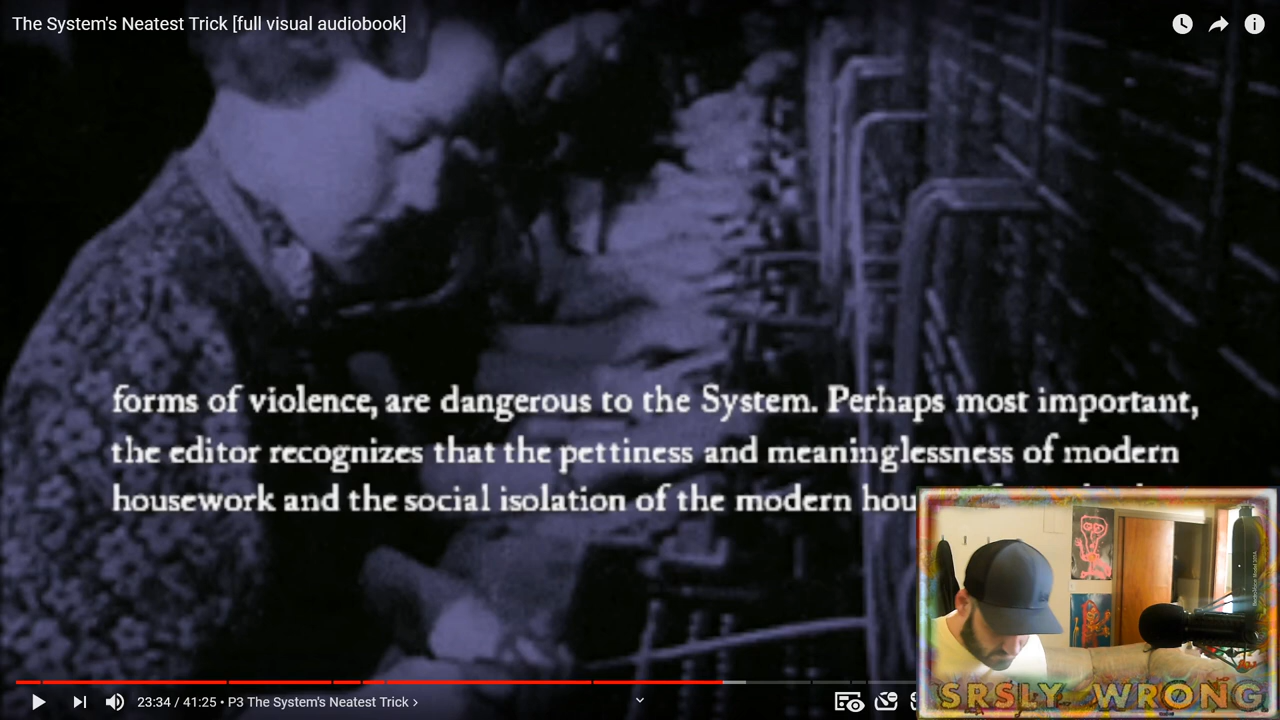 The System's Neatest Trick [full visual audiobook]
forms of violence, are dangerous to the System. Perhaps most important,
the editor recognizes that the pettiness and meaninglessness of modern
housework and the social isolation of the modern
23:34 / 41:25 • P3 The System's Neatest Trick ›
SRSLY WRONG